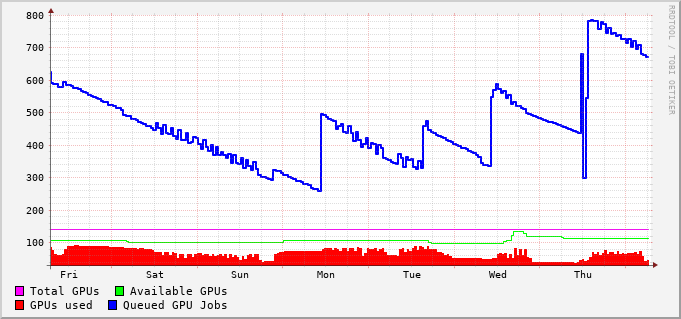 800
700
600
500
400
300
200
100
Fri Sat Sun Mon Tue Wed Thu
Total GPUs Available GPUs
GPUs used Queued GPU Jobs
RRDTOOL / TOBI OETIKER